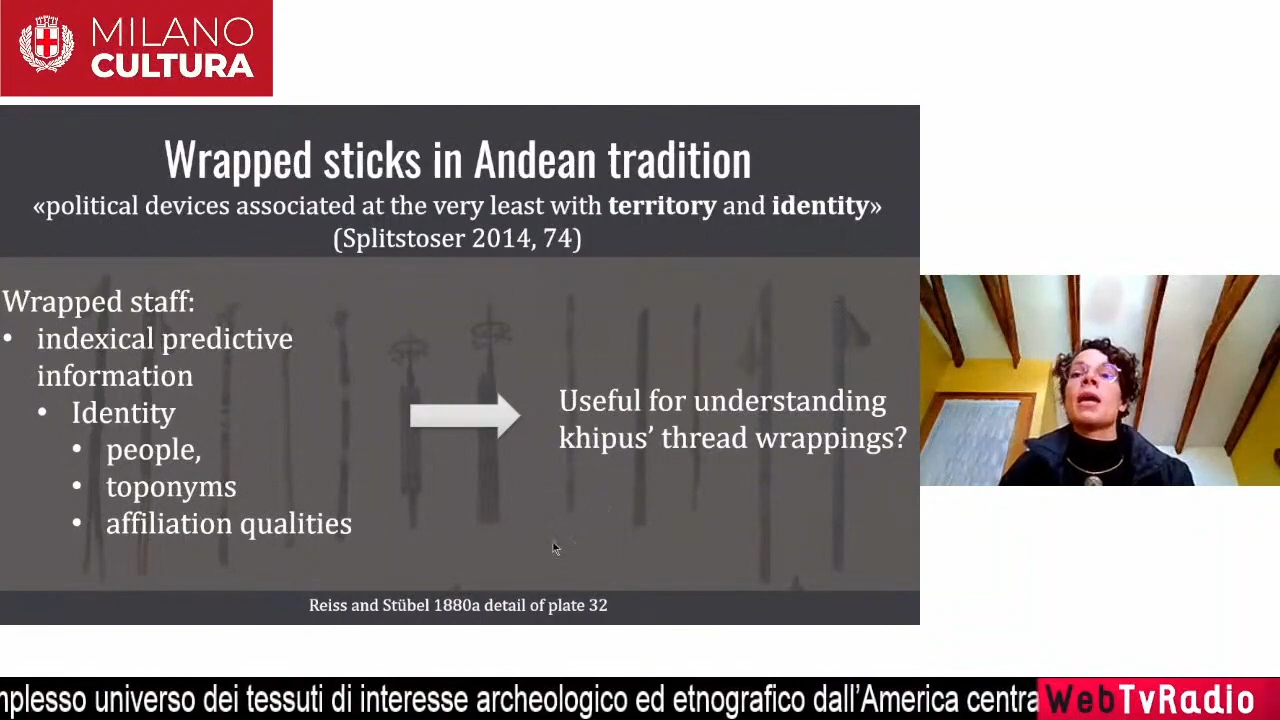 MILANO
CULTURA
Wrapped sticks in Andean tradition
«political devices associated at the very least with territory and identity»
(Splitstoser 2014, 74)
Wrapped staff:
• indexical predictive
information
• Identity
• people,
• toponyms
• affiliation qualities
Useful for understanding
khipus’ thread wrappings?
Reiss and Stübel 1880a detail of plate 32
mplesso universo dei tessuti di interesse archeologico ed etnografico dall’America centra
WebTvRadio